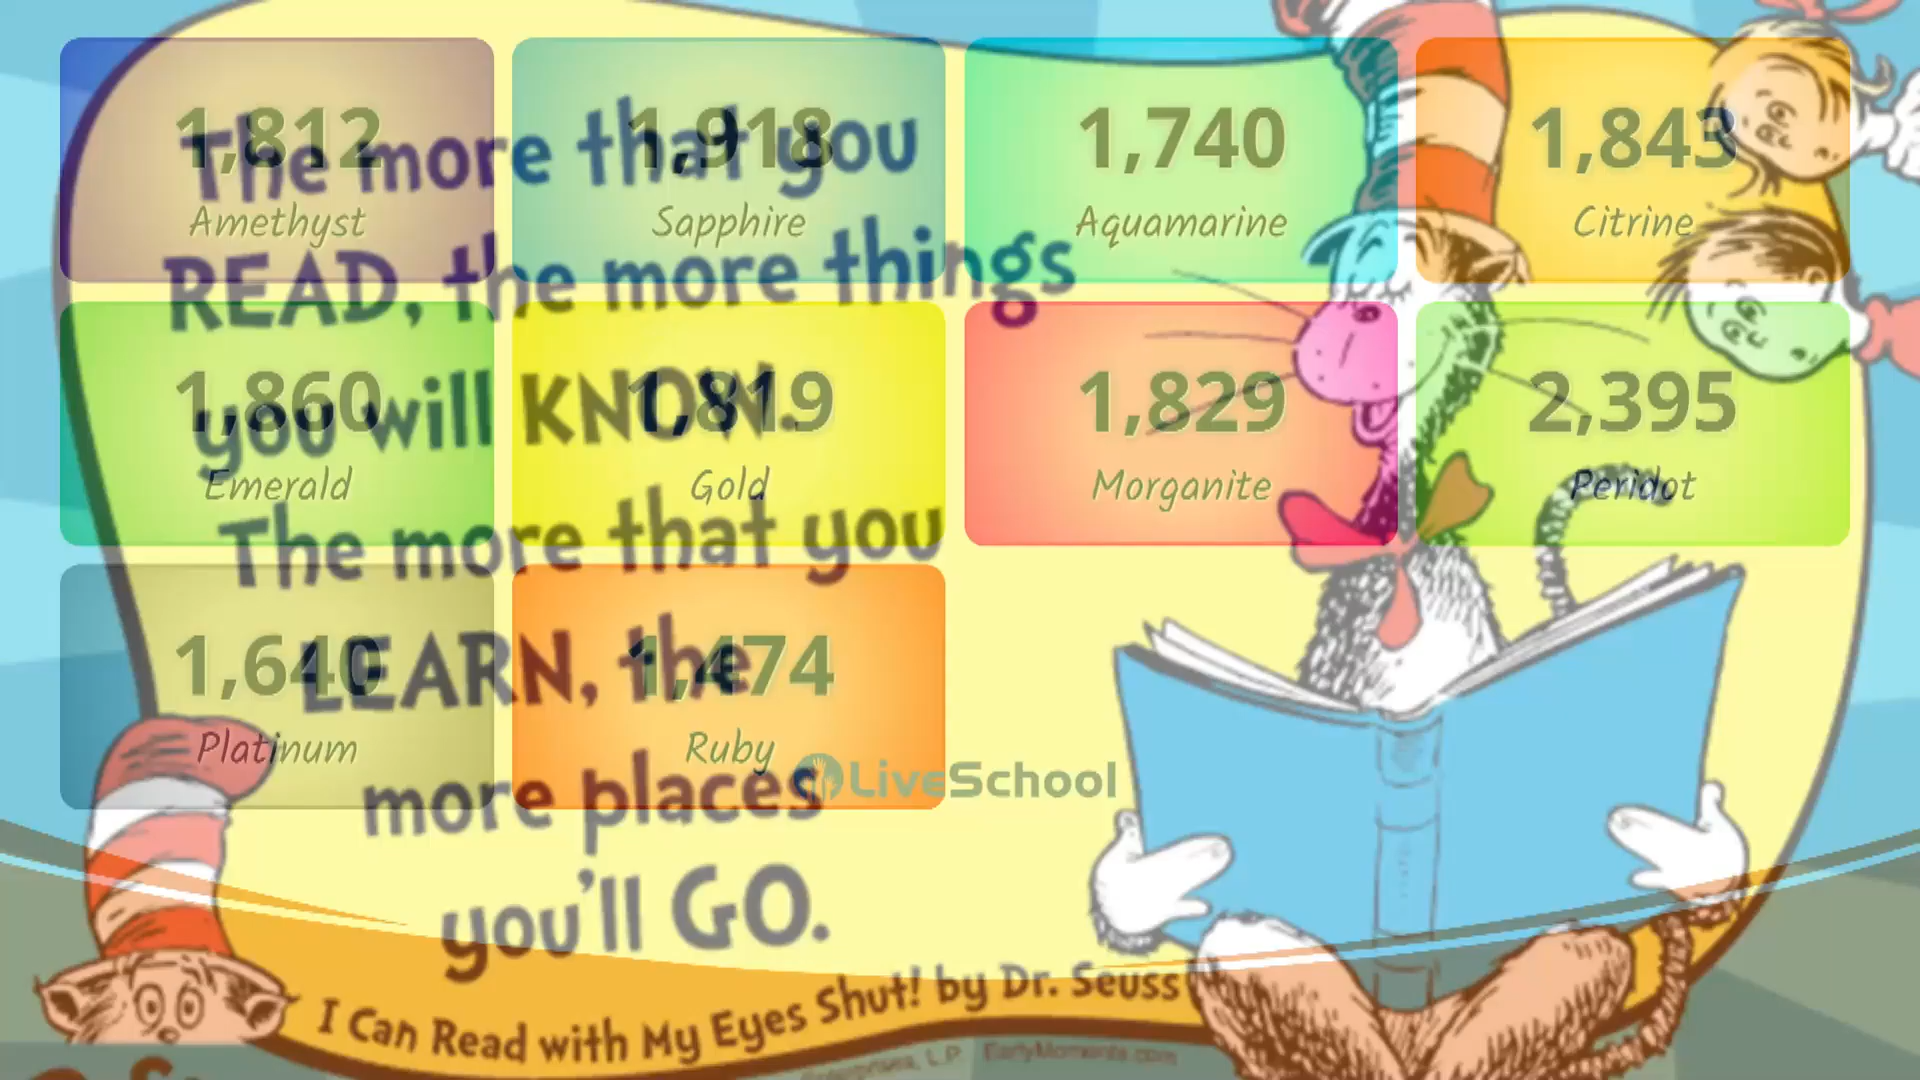 1,812
Amethyst
1,918
Sapphire
1,740
Aquamarine
1,843
Citrine
1,860
Emerald
1,819
Gold
1,829
Morganite
2,395
Peridot
1,640
Platinum
1,474
Ruby
LiveSchool
The more that you
READ, the more things
you will KNOW.
The more that you
LEARN, the
more places
you'll GO.
I Can Read with My Eyes Shut! by Dr. Seuss
Enterprises, L.P. EarlyMoments.com